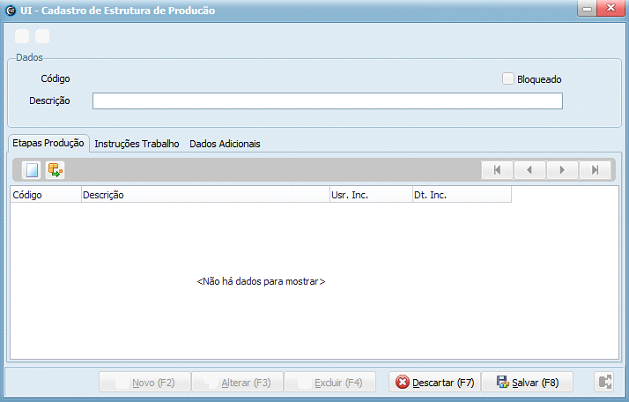 UI - Cadastro de Estrutura de Produção
Dados
Código
Bloqueado
Descrição
Etapas Produção Instruções Trabalho Dados Adicionais
Código Descrição Usr. Inc. Dt. Inc.
<Não há dados para mostrar>
Novo (F2) Alterar (F3) Excluir (F4) Descartar (F7) Salvar (F8)